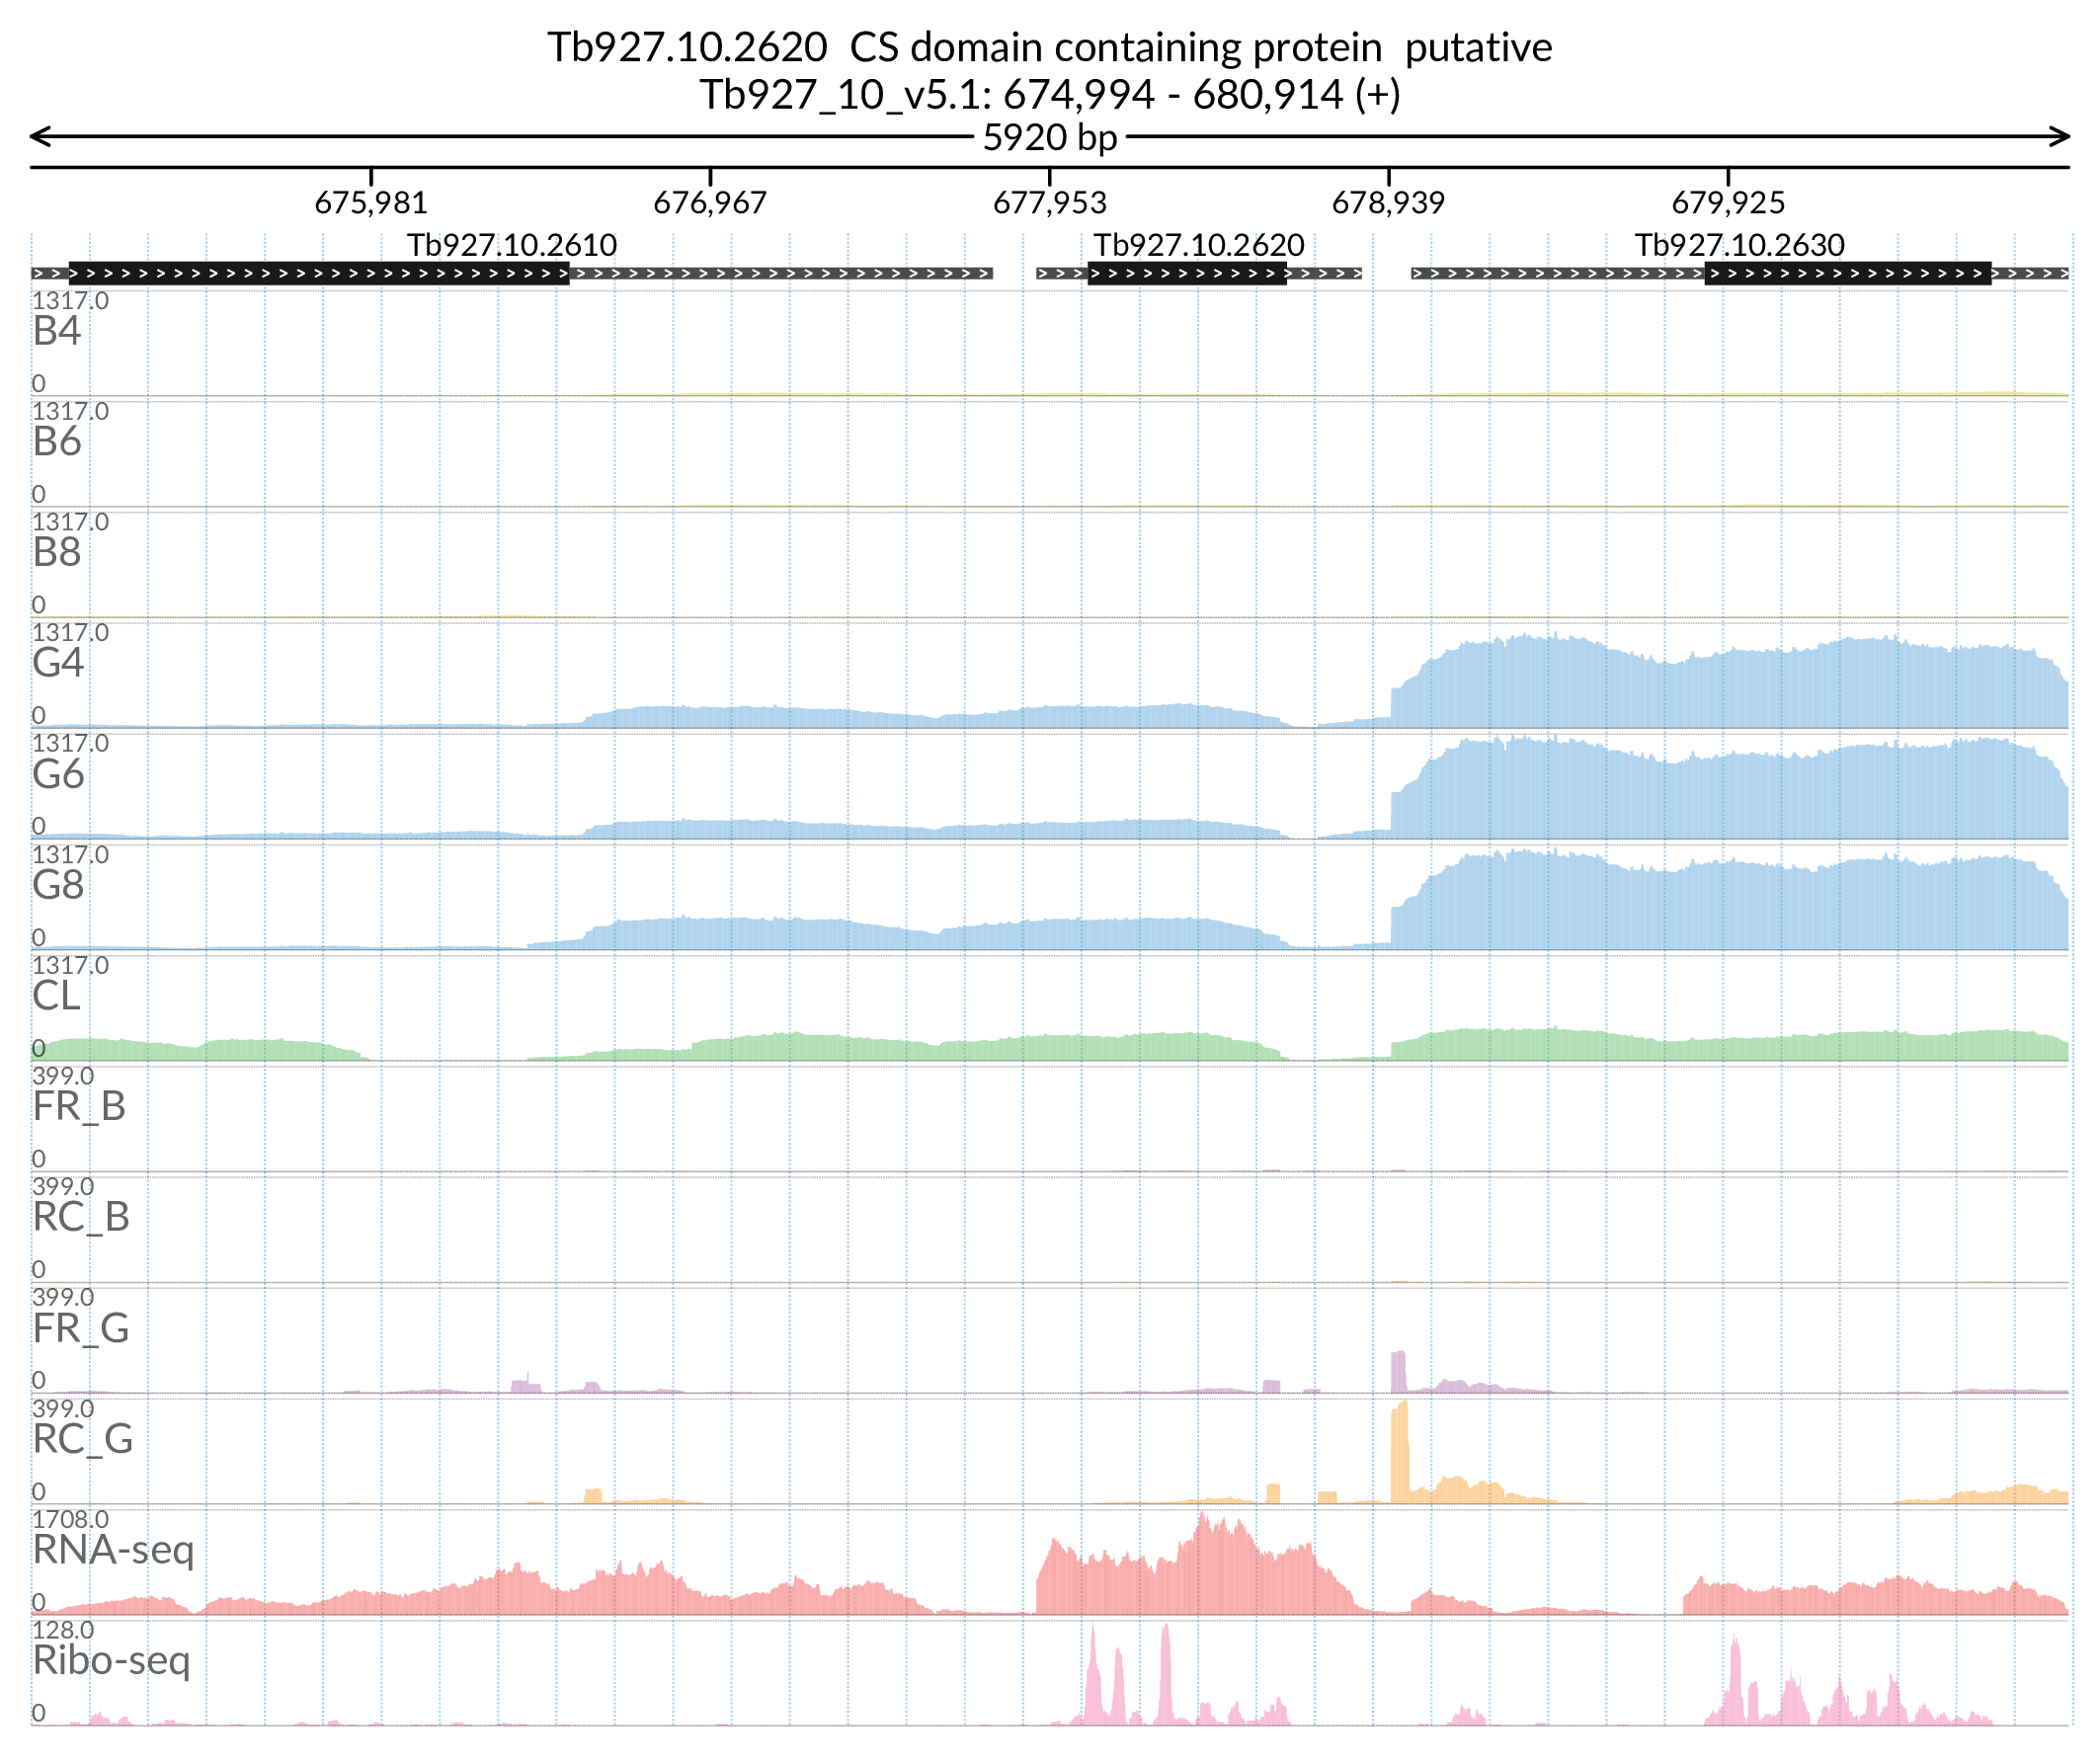 Tb927.10.2620  CS domain containing protein  putative
Tb927_10_v5.1: 674,994 - 680,914 (+)
5920 bp
675,981 676,967 677,953 678,939 679,925
Tb927.10.2610 Tb927.10.2620 Tb927.10.2630
1317.0
B4
0
1317.0
B6
0
1317.0
B8
0
1317.0
G4
0
1317.0
G6
0
1317.0
G8
0
1317.0
CL
0
399.0
FR_B
0
399.0
RC_B
0
399.0
FR_G
0
399.0
RC_G
0
1708.0
RNA-seq
0
128.0
Ribo-seq
0